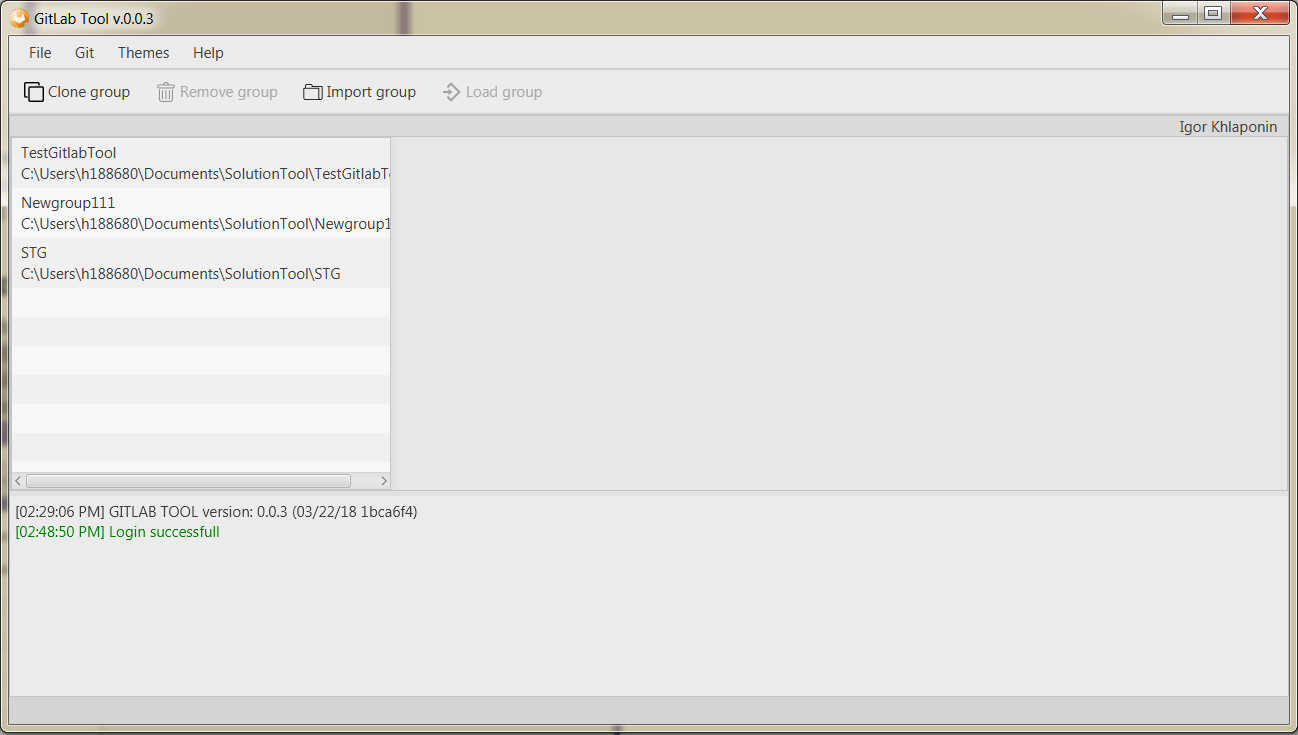 GitLab Tool v.0.0.3
File Git Themes Help
Clone group Remove group Import group Load group
Igor Khlaponin
TestGitlabTool
C:\Users\h188680\Documents\SolutionTool\TestGitlabT
Newgroup111
C:\Users\h188680\Documents\SolutionTool\Newgroup1
STG
C:\Users\h188680\Documents\SolutionTool\STG
[02:29:06 PM] GITLAB TOOL version: 0.0.3 (03/22/18 1bca6f4)
[02:48:50 PM] Login successfull